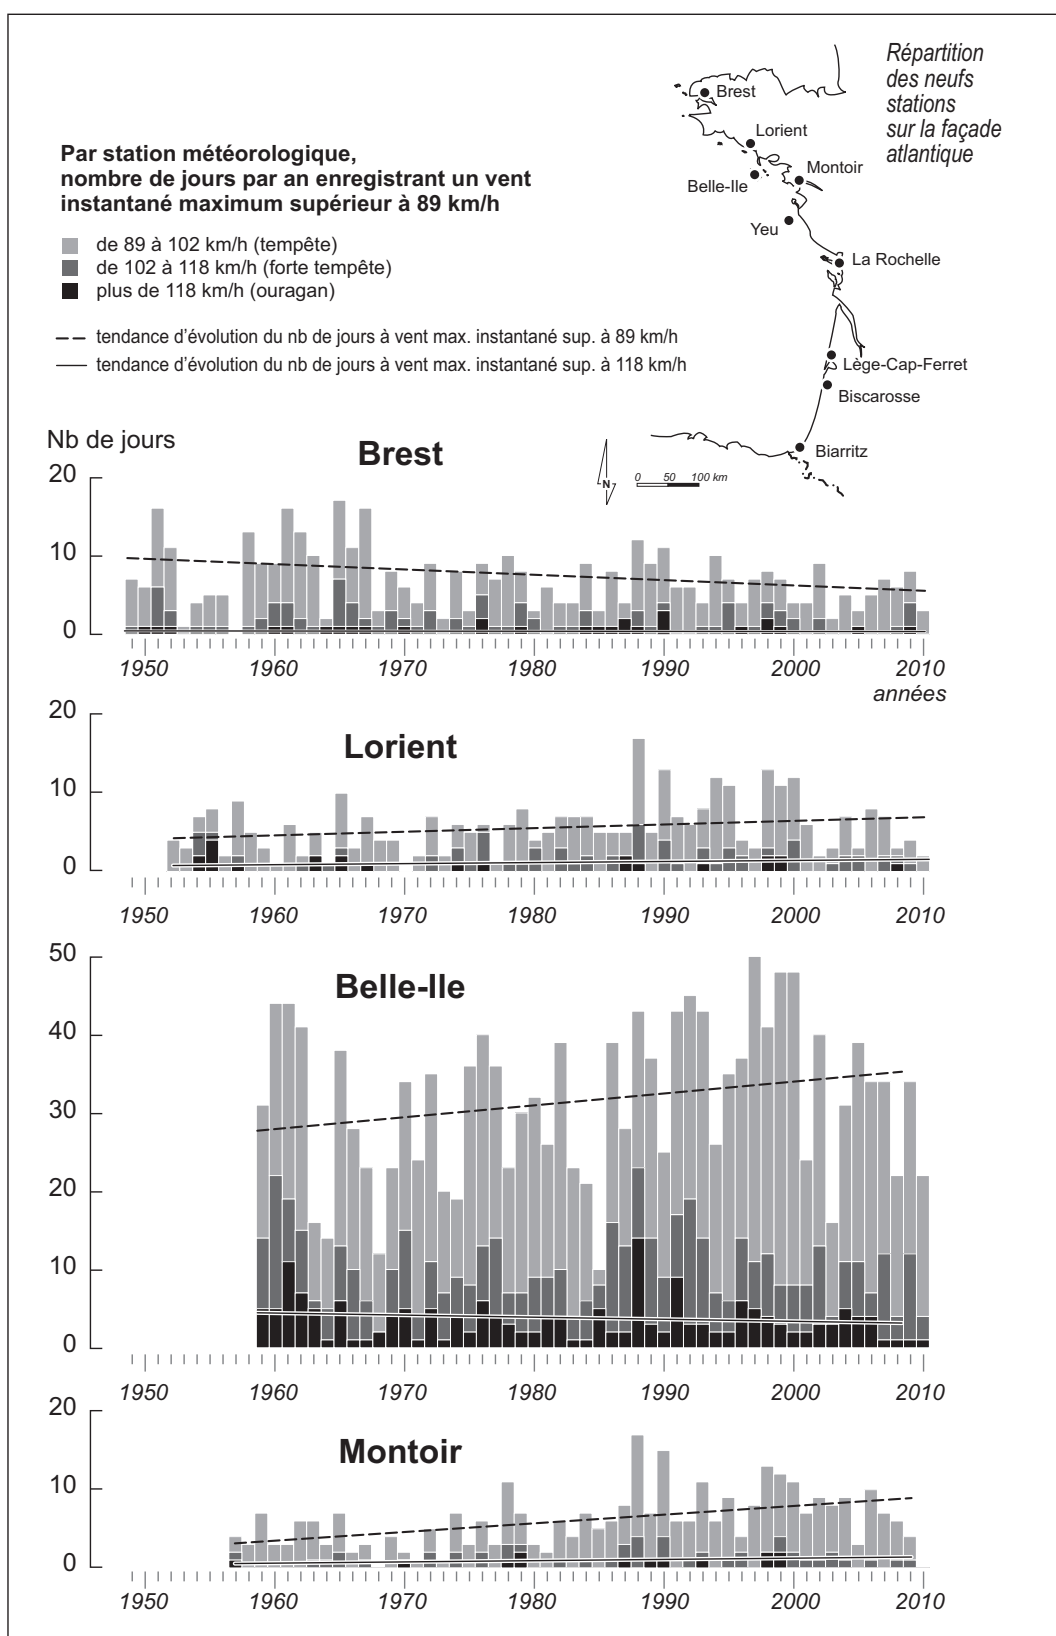 Répartition
des neufs
stations
sur la façade
atlantique
Brest
Lorient
Montoir
Belle-Ile
Yeu
La Rochelle
Lège-Cap-Ferret
Biscarosse
Biarritz
N
0 50 100 km
Par station météorologique,
nombre de jours par an enregistrant un vent
instantané maximum supérieur à 89 km/h
de 89 à 102 km/h (tempête)
de 102 à 118 km/h (forte tempête)
plus de 118 km/h (ouragan)
tendance d'évolution du nb de jours à vent max. instantané sup. à 89 km/h
tendance d'évolution du nb de jours à vent max. instantané sup. à 118 km/h
Nb de jours
Brest
20
10
0
1950 1960 1970 1980 1990 2000 2010
années
Lorient
20
10
0
1950 1960 1970 1980 1990 2000 2010
Belle-Ile
50
40
30
20
10
0
1950 1960 1970 1980 1990 2000 2010
Montoir
20
10
0
1950 1960 1970 1980 1990 2000 2010